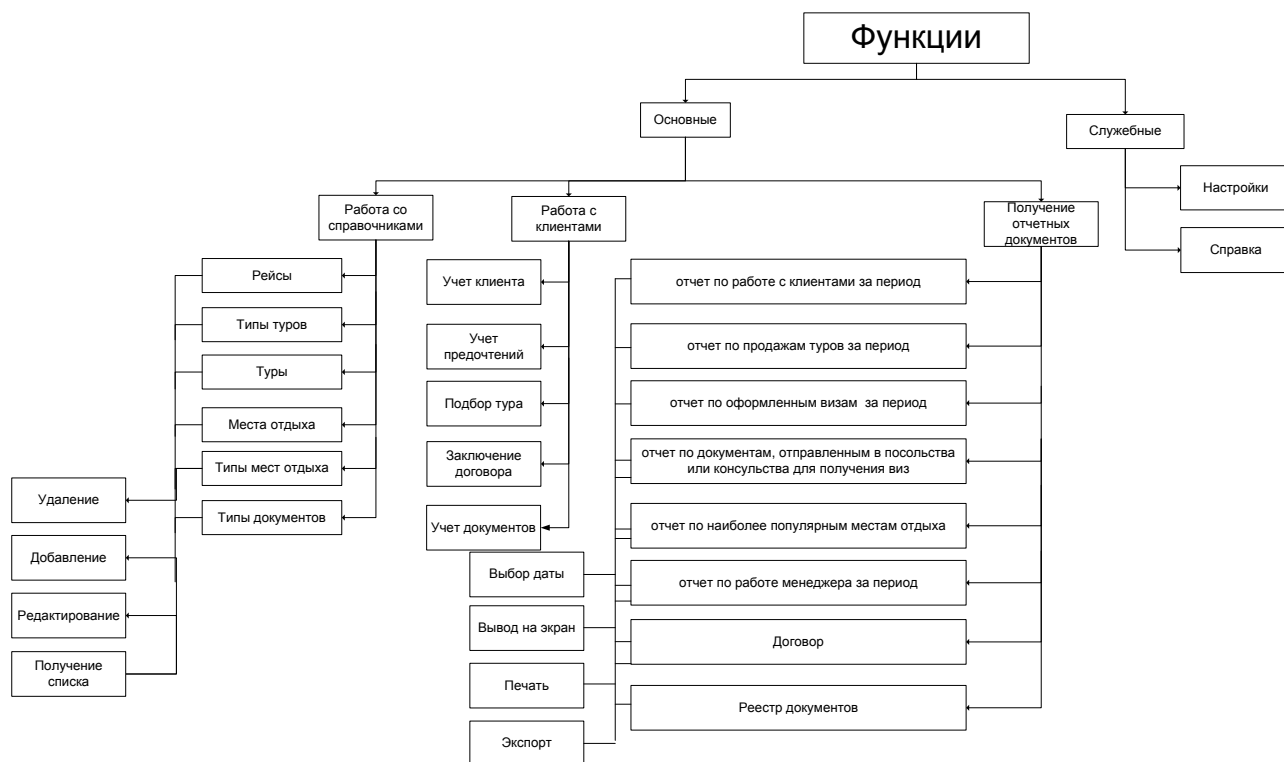 Функции
Основные
Служебные
Настройки
Справка
Работа со
справочниками
Работа с
клиентами
Получение
отчетных
документов
Рейсы
Типы туров
Туры
Места отдыха
Типы мест отдыха
Типы документов
Удаление
Добавление
Редактирование
Получение
списка
Учет клиента
Учет
предочтений
Подбор тура
Заключение
договора
Учет документов
отчет по работе с клиентами за период
отчет по продажам туров за период
отчет по оформленным визам за период
отчет по документам, отправленным в посольства
или консульства для получения виз
отчет по наиболее популярным местам отдыха
отчет по работе менеджера за период
Договор
Реестр документов
Выбор даты
Вывод на экран
Печать
Экспорт